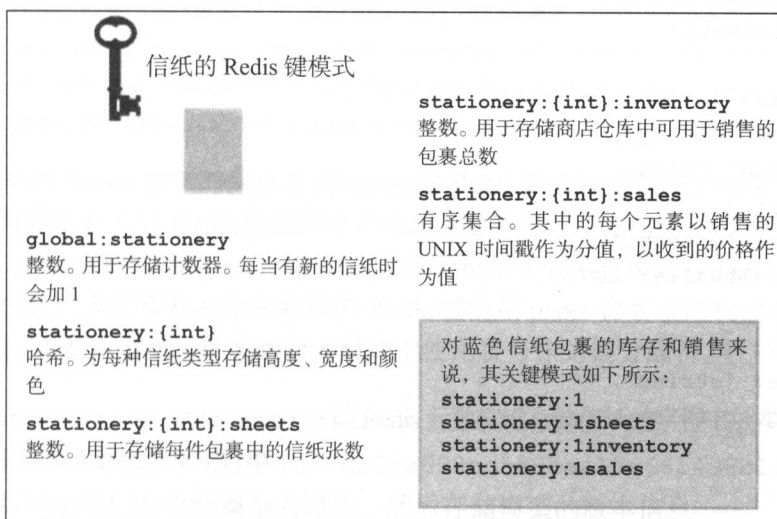 信纸的 Redis 键模式
global:stationery
整数。用于存储计数器。每当有新的信纸时
会加 1
stationery:{int}
哈希。为每种信纸类型存储高度、宽度和颜
色
stationery:{int}:sheets
整数。用于存储每件包裹中的信纸张数
stationery:{int}:inventory
整数。用于存储商店仓库中可用于销售的
包裹总数
stationery:{int}:sales
有序集合。其中的每个元素以销售的
UNIX 时间戳作为分值，以收到的价格作
为值
对蓝色信纸包裹的库存和销售来
说，其关键模式如下所示：
stationery:1
stationery:1sheets
stationery:1inventory
stationery:1sales